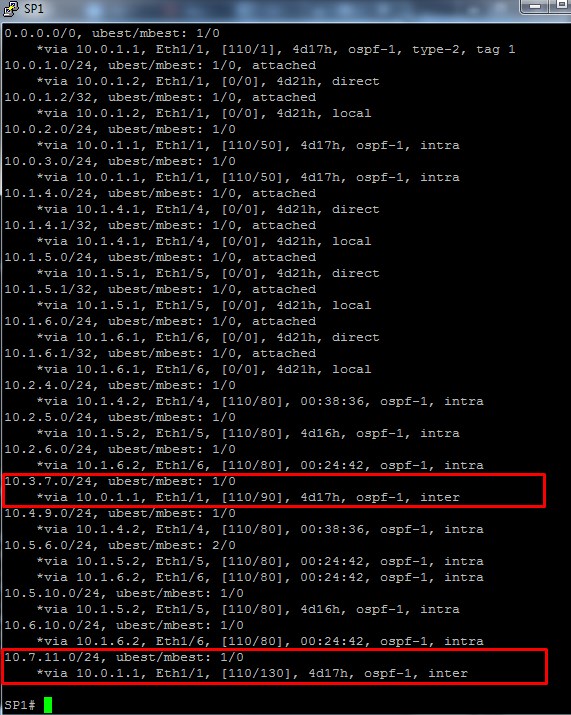 SP1
0.0.0.0/0, ubest/mbest: 1/0
*via 10.0.1.1, Eth1/1, [110/1], 4d17h, ospf-1, type-2, tag 1
10.0.1.0/24, ubest/mbest: 1/0, attached
*via 10.0.1.2, Eth1/1, [0/0], 4d21h, direct
10.0.1.2/32, ubest/mbest: 1/0, attached
*via 10.0.1.2, Eth1/1, [0/0], 4d21h, local
10.0.2.0/24, ubest/mbest: 1/0
*via 10.0.1.1, Eth1/1, [110/50], 4d17h, ospf-1, intra
10.0.3.0/24, ubest/mbest: 1/0
*via 10.0.1.1, Eth1/1, [110/50], 4d17h, ospf-1, intra
10.1.4.0/24, ubest/mbest: 1/0, attached
*via 10.1.4.1, Eth1/4, [0/0], 4d21h, direct
10.1.4.1/32, ubest/mbest: 1/0, attached
*via 10.1.4.1, Eth1/4, [0/0], 4d21h, local
10.1.5.0/24, ubest/mbest: 1/0, attached
*via 10.1.5.1, Eth1/5, [0/0], 4d21h, direct
10.1.5.1/32, ubest/mbest: 1/0, attached
*via 10.1.5.1, Eth1/5, [0/0], 4d21h, local
10.1.6.0/24, ubest/mbest: 1/0, attached
*via 10.1.6.1, Eth1/6, [0/0], 4d21h, direct
10.1.6.1/32, ubest/mbest: 1/0, attached
*via 10.1.6.1, Eth1/6, [0/0], 4d21h, local
10.2.4.0/24, ubest/mbest: 1/0
*via 10.1.4.2, Eth1/4, [110/80], 00:38:36, ospf-1, intra
10.2.5.0/24, ubest/mbest: 1/0
*via 10.1.5.2, Eth1/5, [110/80], 4d16h, ospf-1, intra
10.2.6.0/24, ubest/mbest: 1/0
*via 10.1.6.2, Eth1/6, [110/80], 00:24:42, ospf-1, intra
10.3.7.0/24, ubest/mbest: 1/0
*via 10.0.1.1, Eth1/1, [110/90], 4d17h, ospf-1, inter
10.4.9.0/24, ubest/mbest: 1/0
*via 10.1.4.2, Eth1/4, [110/80], 00:38:36, ospf-1, intra
10.5.6.0/24, ubest/mbest: 2/0
*via 10.1.5.2, Eth1/5, [110/80], 00:24:42, ospf-1, intra
*via 10.1.6.2, Eth1/6, [110/80], 00:24:42, ospf-1, intra
10.5.10.0/24, ubest/mbest: 1/0
*via 10.1.5.2, Eth1/5, [110/80], 4d16h, ospf-1, intra
10.6.10.0/24, ubest/mbest: 1/0
*via 10.1.6.2, Eth1/6, [110/80], 00:24:42, ospf-1, intra
10.7.11.0/24, ubest/mbest: 1/0
*via 10.0.1.1, Eth1/1, [110/130], 4d17h, ospf-1, inter
SP1#